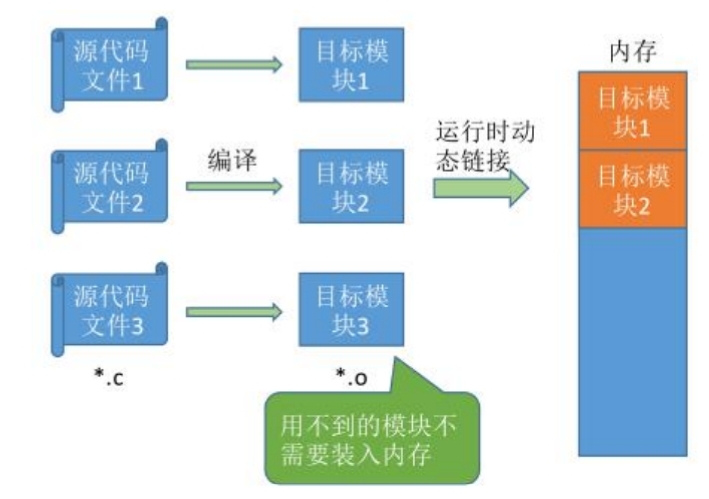 源代码
文件1
目标模
块1
内存
目标模
块1
运行时动
态链接
源代码
文件2
编译
目标模
块2
目标模
块2
源代码
文件3
目标模
块3
*.c
*.o
用不到的模块不
需要装入内存